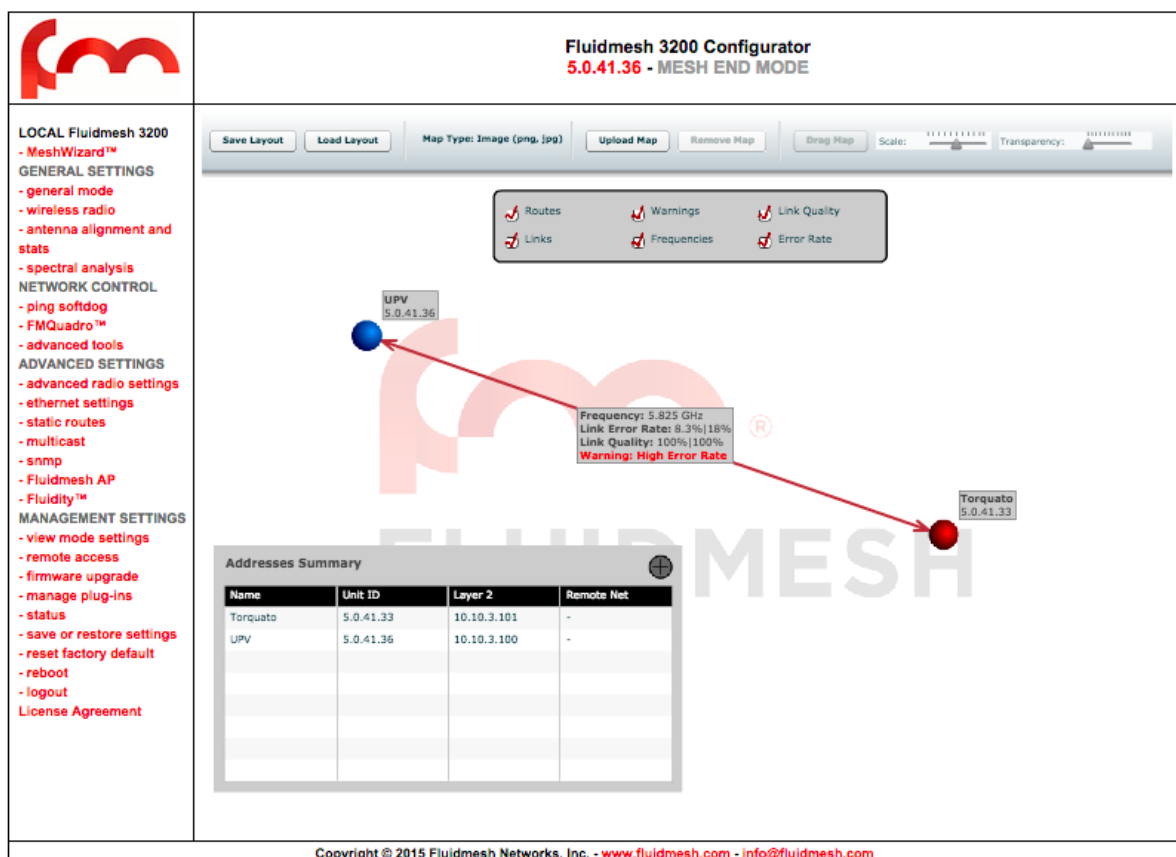 Fluidmesh 3200 Configurator
5.0.41.36 - MESH END MODE
LOCAL Fluidmesh 3200
- MeshWizard™
GENERAL SETTINGS
- general mode
- wireless radio
- antenna alignment and
stats
- spectral analysis
NETWORK CONTROL
- ping softdog
- FMQuadro™
- advanced tools
ADVANCED SETTINGS
- advanced radio settings
- ethernet settings
- static routes
- multicast
- snmp
- Fluidmesh AP
- Fluidity™
MANAGEMENT SETTINGS
- view mode settings
- remote access
- firmware upgrade
- manage plug-ins
- status
- save or restore settings
- reset factory default
- reboot
- logout
License Agreement
Save Layout Load Layout Map Type: Image (png, jpg) Upload Map Remove Map Drag Map Scale: Transparency:
Routes Warnings Link Quality
Links Frequencies Error Rate
UPV
5.0.41.36
Frequency: 5.825 GHz
Link Error Rate: 8.3%|18%
Link Quality: 100%|100%
Warning: High Error Rate
Torquato
5.0.41.33
fm ®
FLUIDMESH
Addresses Summary
Name Unit ID Layer 2 Remote Net
Torquato 5.0.41.33 10.10.3.101 -
UPV 5.0.41.36 10.10.3.100 -
Copyright © 2015 Fluidmesh Networks, Inc. - www.fluidmesh.com - info@fluidmesh.com